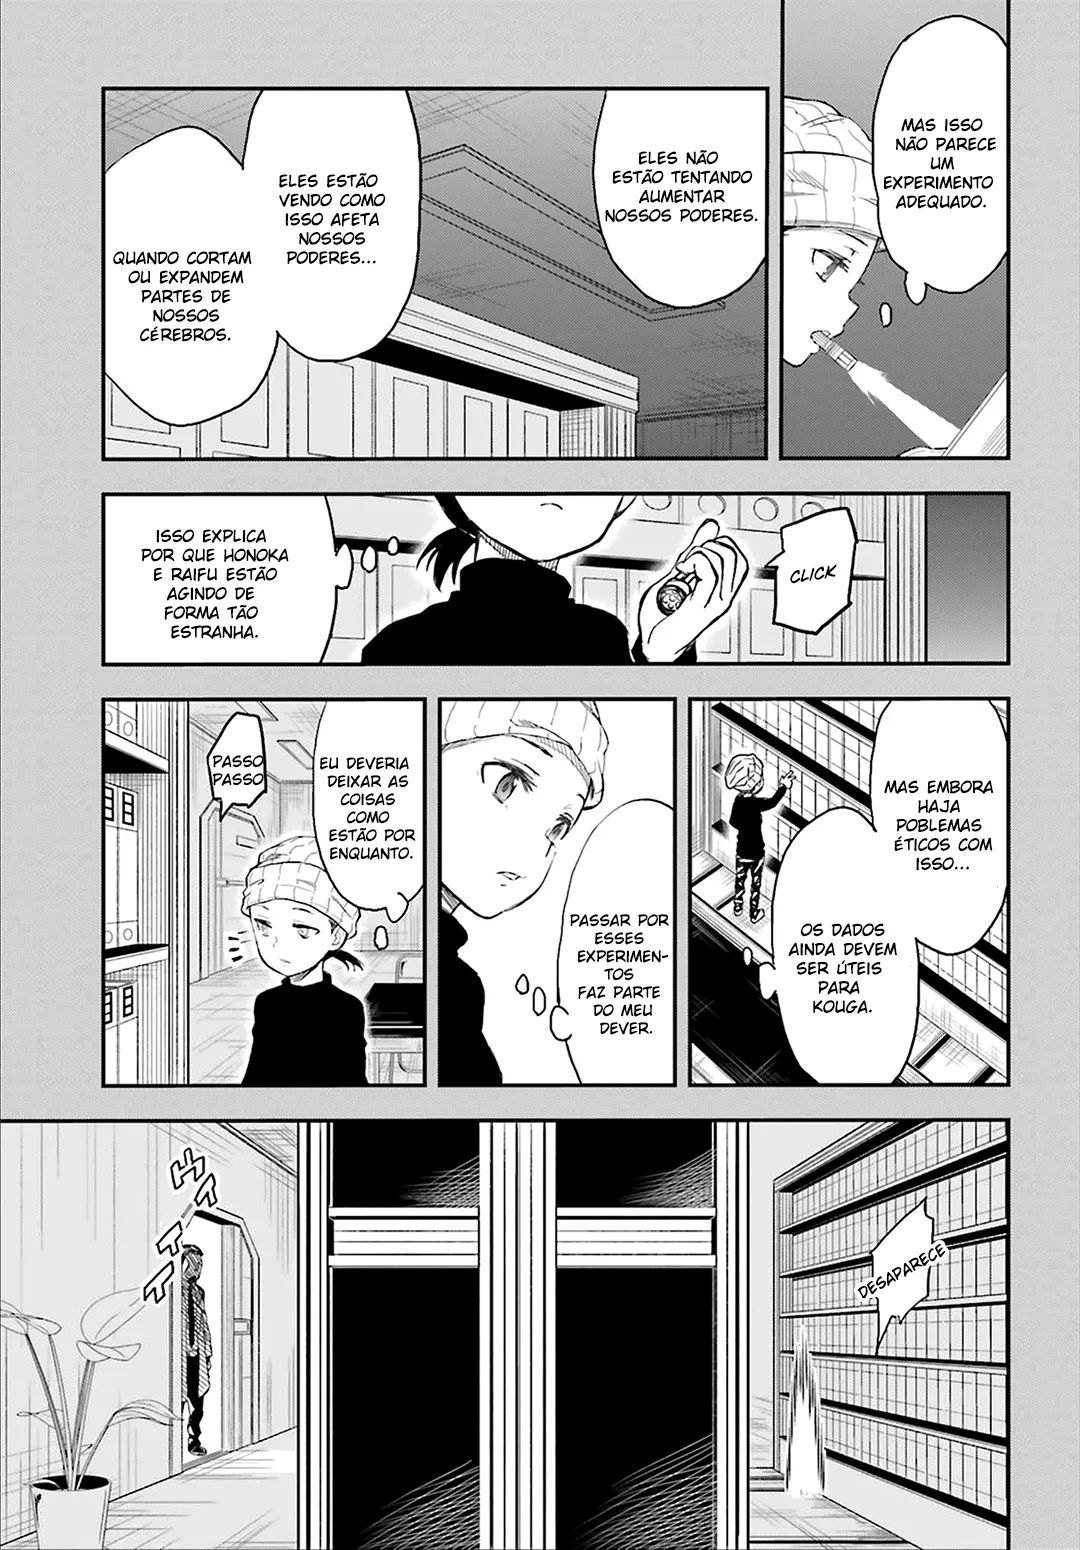 MAS ISSO
NÃO PARECE
UM
EXPERIMENTO
ADEQUADO.
ELES NÃO
ESTÃO TENTANDO
AUMENTAR
NOSSOS PODERES.
ELES ESTÃO
VENDO COMO
ISSO AFETA
NOSSOS
PODERES...
QUANDO CORTAM
OU EXPANDEM
PARTES DE
NOSSOS
CÉREBROS.
CLICK
ISSO EXPLICA
POR QUE HONOKA
E RAIFU ESTÃO
AGINDO DE
FORMA TÃO
ESTRANHA.
MAS EMBORA
HAJA
POBLEMAS
ÉTICOS COM
ISSO...
OS DADOS
AINDA DEVEM
SER ÚTEIS
PARA
KOUGA.
PASSAR POR
ESSES
EXPERIMEN-
TOS
FAZ PARTE
DO MEU
DEVER.
EU DEVERIA
DEIXAR AS
COISAS
COMO
ESTÃO POR
ENQUANTO.
PASSO
PASSO
DESAPARECE